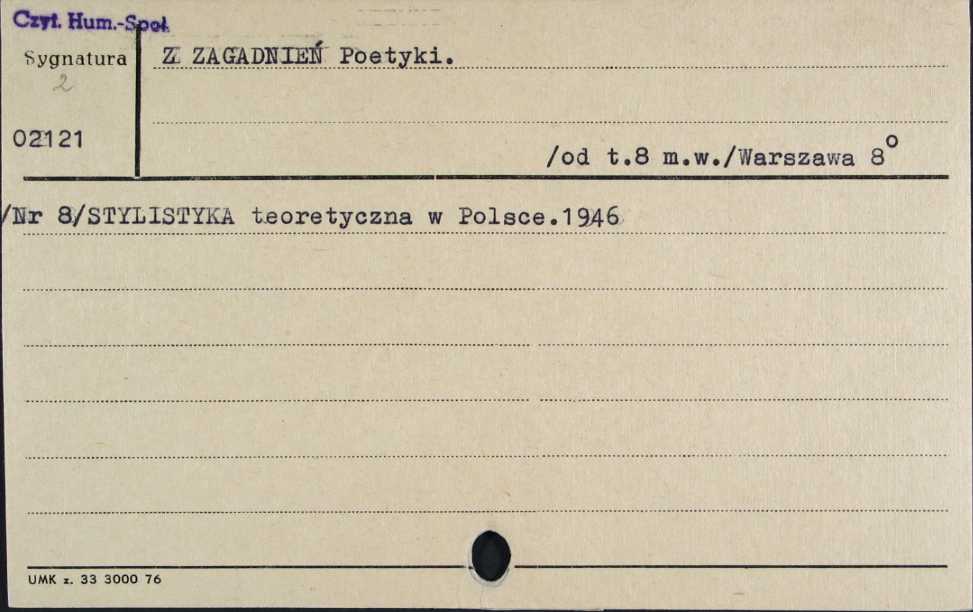 Czyt. Hum.-Społ.
Sygnatura
2
02121
Z ZAGADNIEŃ Poetyki.
/od t.8 m.w./Warszawa 8°
/Nr 8/STYLISTYKA teoretyczna w Polsce.1946
UMK z. 33 3000 76